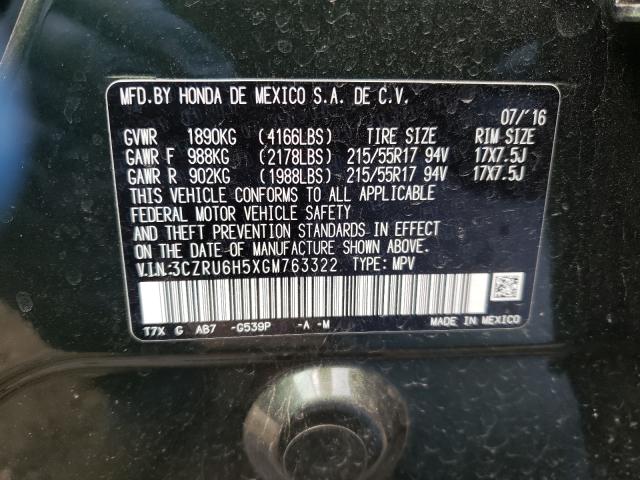 MFD.BY HONDA DE MEXICO S.A. DE C.V.
07/'16
GVWR 1890KG (4166LBS) TIRE SIZE RIM SIZE
GAWR F 988KG (2178LBS) 215/55R17 94V 17X7.5J
GAWR R 902KG (1988LBS) 215/55R17 94V 17X7.5J
THIS VEHICLE CONFORMS TO ALL APPLICABLE
FEDERAL MOTOR VEHICLE SAFETY
AND THEFT PREVENTION STANDARDS IN EFFECT
ON THE DATE OF MANUFACTURE SHOWN ABOVE.
V.I.N.:3CZRU6H5XGM763322 TYPE: MPV
T7X G AB7 -G539P -A -M MADE IN MEXICO